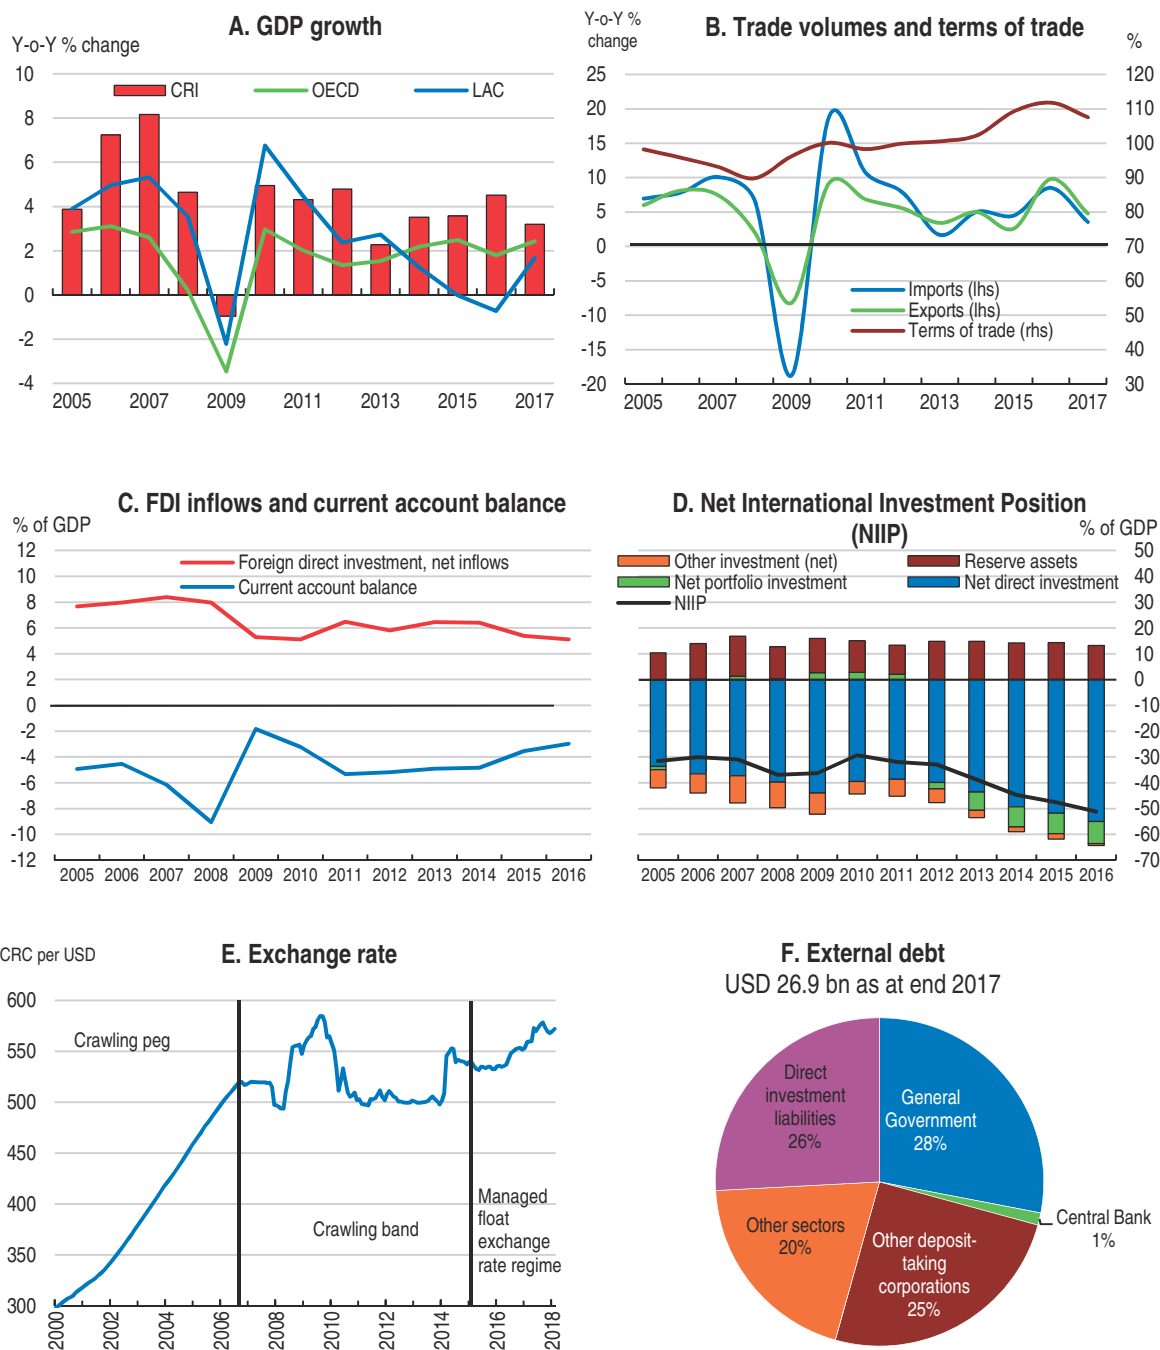 A. GDP growth
Y-o-Y % change
10
8
6
4
2
0
-2
-4
CRI
OECD
LAC
2005
2007
2009
2011
2013
2015
2017
B. Trade volumes and terms of trade
Y-o-Y %
change
%
25
20
15
10
5
0
-5
-10
-15
-20
120
110
100
90
80
70
60
50
40
30
Imports (lhs)
Exports (lhs)
Terms of trade (rhs)
2005
2007
2009
2011
2013
2015
2017
C. FDI inflows and current account balance
% of GDP
12
10
8
6
4
2
0
-2
-4
-6
-8
-10
-12
Foreign direct investment, net inflows
Current account balance
2005
2006
2007
2008
2009
2010
2011
2012
2013
2014
2015
2016
D. Net International Investment Position
(NIIP)
% of GDP
Other investment (net)
Reserve assets
Net portfolio investment
Net direct investment
NIIP
50
40
30
20
10
0
-10
-20
-30
-40
-50
-60
-70
2005
2006
2007
2008
2009
2010
2011
2012
2013
2014
2015
2016
E. Exchange rate
CRC per USD
600
550
500
450
400
350
300
Crawling peg
Crawling band
Managed
float
exchange
rate regime
2000
2002
2004
2006
2008
2010
2012
2014
2016
2018
F. External debt
USD 26.9 bn as at end 2017
Direct
investment
liabilities
26%
General
Government
28%
Central Bank
1%
Other sectors
20%
Other deposit-
taking
corporations
25%